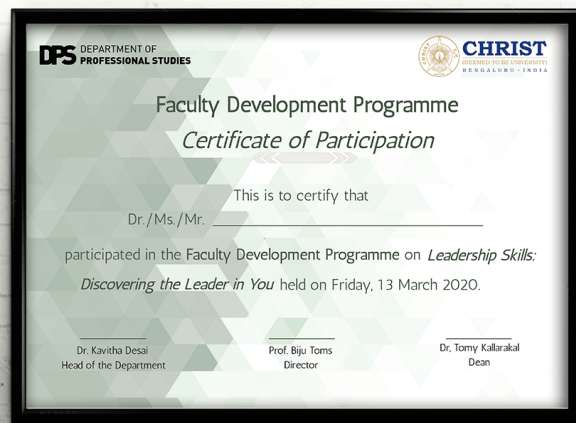 DPS DEPARTMENT OF
PROFESSIONAL STUDIES
CHRIST
(DEEMED TO BE UNIVERSITY)
BENGALURU · INDIA
Faculty Development Programme
Certificate of Participation
This is to certify that
Dr./Ms./Mr.
participated in the Faculty Development Programme on Leadership Skills:
Discovering the Leader in You held on Friday, 13 March 2020.
Dr. Kavitha Desai
Head of the Department
Prof. Biju Toms
Director
Dr, Tomy Kallarakal
Dean